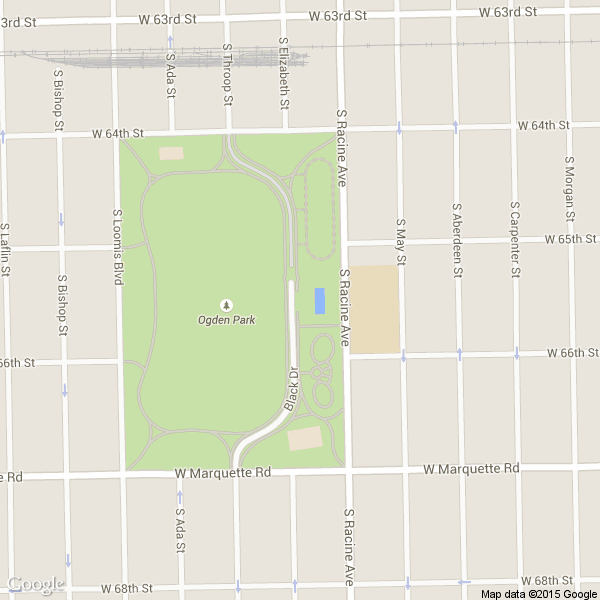 63rd St
W 63rd St
W 63rd St
S Bishop St
S Ada St
S Throop St
S Elizabeth St
S Racine Ave
W 64th St
W 64th St
S Laflin St
S Bishop St
S Loomis Blvd
S Racine Ave
S May St
S Aberdeen St
S Carpenter St
S Morgan St
W 65th St
Ogden Park
66th St
W 66th St
Black Dr
e Rd
W Marquette Rd
W Marquette Rd
S Ada St
S Racine Ave
Google
W 68th St
W 68th St
Map data ©2015 Google